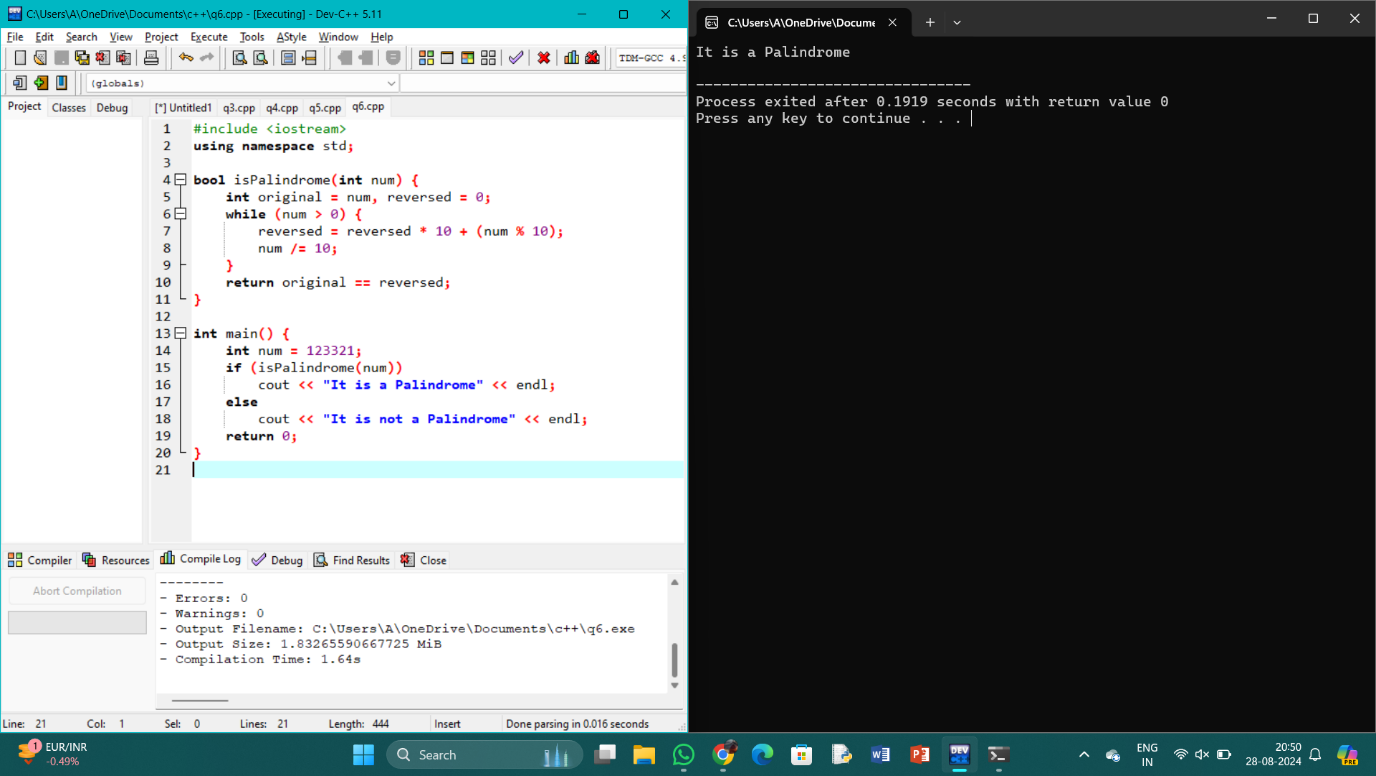 C:\Users\A\OneDrive\Documents\c++\q6.cpp - [Executing] - Dev-C++ 5.11
File Edit Search View Project Execute Tools AStyle Window Help
TDM-GCC 4.9
(globals)
Project Classes Debug
[*] Untitled1 q3.cpp q4.cpp q5.cpp q6.cpp
1 #include <iostream>
2 using namespace std;
3
4 bool isPalindrome(int num) {
5 int original = num, reversed = 0;
6 while (num > 0) {
7 reversed = reversed * 10 + (num % 10);
8 num /= 10;
9 }
10 return original == reversed;
11 }
12
13 int main() {
14 int num = 123321;
15 if (isPalindrome(num))
16 cout << "It is a Palindrome" << endl;
17 else
18 cout << "It is not a Palindrome" << endl;
19 return 0;
20 }
21
Compiler Resources Compile Log Debug Find Results Close
Abort Compilation
--------
- Errors: 0
- Warnings: 0
- Output Filename: C:\Users\A\OneDrive\Documents\c++\q6.exe
- Output Size: 1.83265590667725 MiB
- Compilation Time: 1.64s
Line: 21 Col: 1 Sel: 0 Lines: 21 Length: 444 Insert Done parsing in 0.016 seconds
C:\Users\A\OneDrive\Docume
It is a Palindrome
--------------------------------
Process exited after 0.1919 seconds with return value 0
Press any key to continue . . .
1
EUR/INR
-0.49%
Search
DEV
ENG
IN
20:50
28-08-2024
PRE